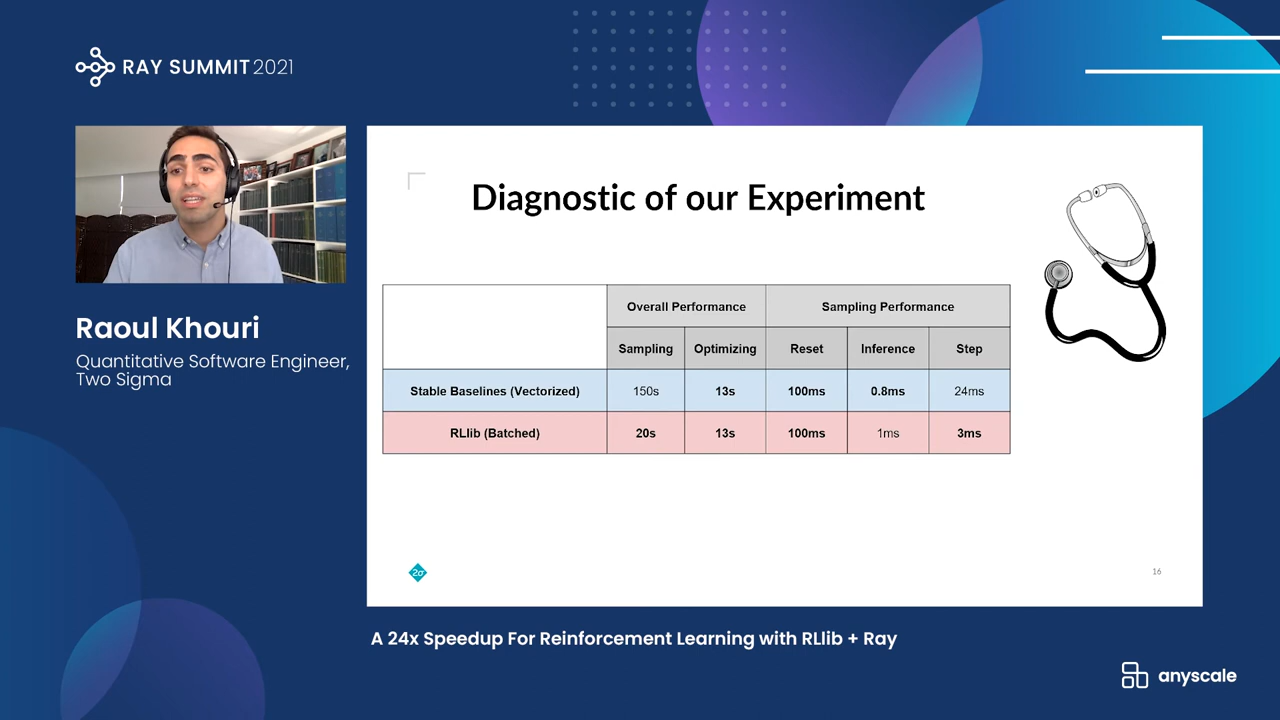 RAY SUMMIT 2021
Raoul Khouri
Quantitative Software Engineer,
Two Sigma
Diagnostic of our Experiment
Overall Performance Sampling Performance
Sampling Optimizing Reset Inference Step
Stable Baselines (Vectorized) 150s 13s 100ms 0.8ms 24ms
RLlib (Batched) 20s 13s 100ms 1ms 3ms
2σ
16
A 24x Speedup For Reinforcement Learning with RLlib + Ray
anyscale